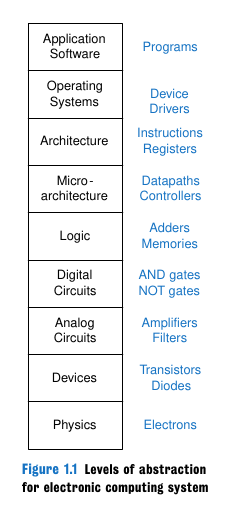 Application
Software
Programs
Operating
Systems
Device
Drivers
Architecture
Instructions
Registers
Micro-
architecture
Datapaths
Controllers
Logic
Adders
Memories
Digital
Circuits
AND gates
NOT gates
Analog
Circuits
Amplifiers
Filters
Devices
Transistors
Diodes
Physics
Electrons
Figure 1.1 Levels of abstraction
for electronic computing system